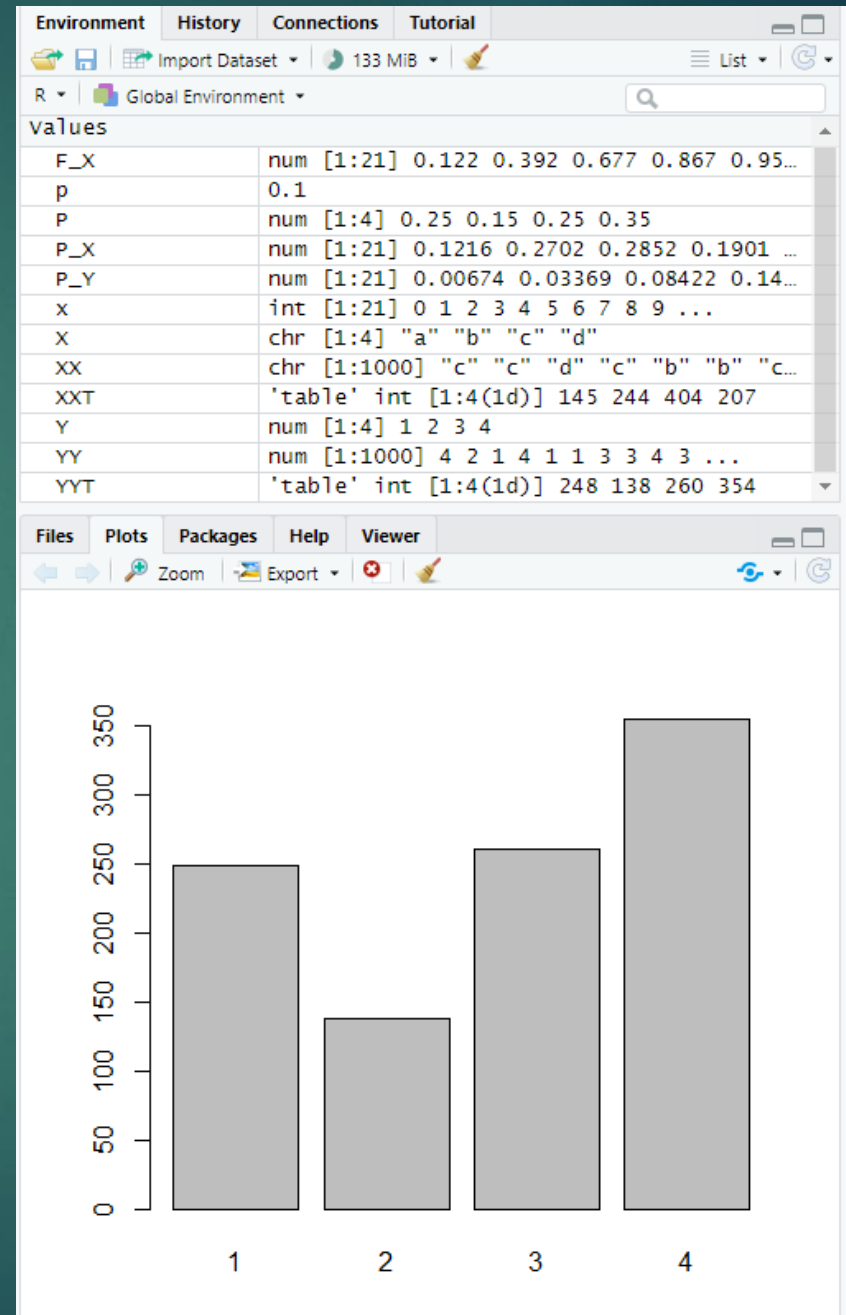 Environment History Connections Tutorial
Import Dataset 133 MiB List
R Global Environment
Values
F_X num [1:21] 0.122 0.392 0.677 0.867 0.95…
p 0.1
P num [1:4] 0.25 0.15 0.25 0.35
P_X num [1:21] 0.1216 0.2702 0.2852 0.1901 …
P_Y num [1:21] 0.00674 0.03369 0.08422 0.14…
x int [1:21] 0 1 2 3 4 5 6 7 8 9 ...
X chr [1:4] "a" "b" "c" "d"
XX chr [1:1000] "c" "c" "d" "c" "b" "b" "c…
XXT 'table' int [1:4(1d)] 145 244 404 207
Y num [1:4] 1 2 3 4
YY num [1:1000] 4 2 1 4 1 1 3 3 4 3 ...
YYT 'table' int [1:4(1d)] 248 138 260 354
Files Plots Packages Help Viewer
Zoom Export
350
300
250
200
150
100
50
0
1 2 3 4